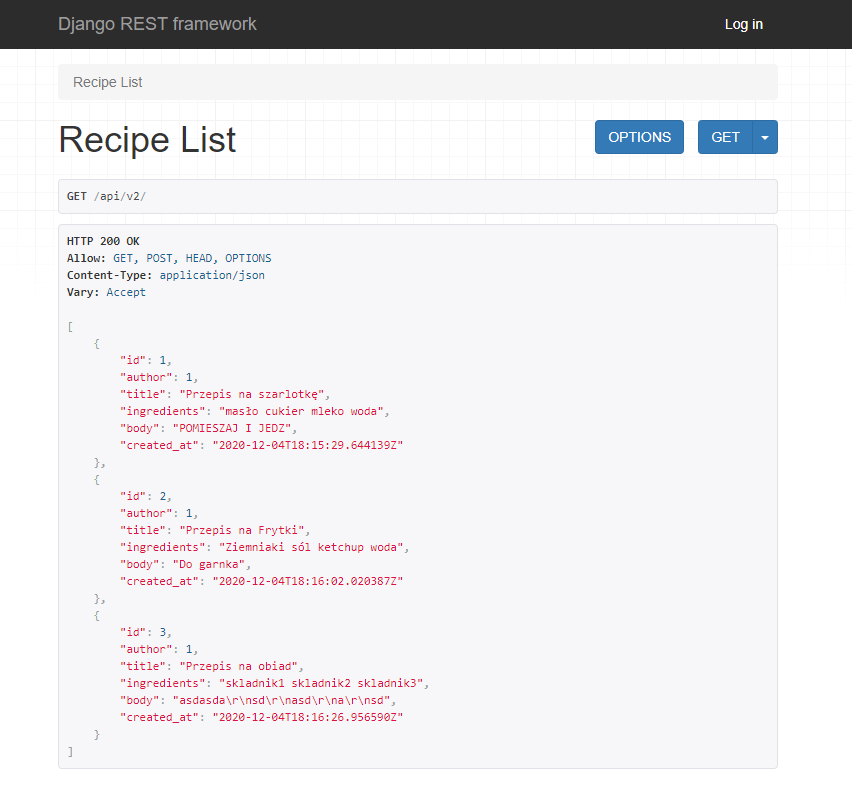 Django REST framework
Log in
Recipe List
Recipe List
OPTIONS
GET
GET /api/v2/
HTTP 200 OK
Allow: GET, POST, HEAD, OPTIONS
Content-Type: application/json
Vary: Accept
[
    {
        "id": 1,
        "author": 1,
        "title": "Przepis na szarlotkę",
        "ingredients": "masło cukier mleko woda",
        "body": "POMIESZAJ I JEDZ",
        "created_at": "2020-12-04T18:15:29.644139Z"
    },
    {
        "id": 2,
        "author": 1,
        "title": "Przepis na Frytki",
        "ingredients": "Ziemniaki sól ketchup woda",
        "body": "Do garnka",
        "created_at": "2020-12-04T18:16:02.020387Z"
    },
    {
        "id": 3,
        "author": 1,
        "title": "Przepis na obiad",
        "ingredients": "skladnik1 skladnik2 skladnik3",
        "body": "asdasda\r\nsd\r\nasd\r\na\r\nsd",
        "created_at": "2020-12-04T18:16:26.956590Z"
    }
]